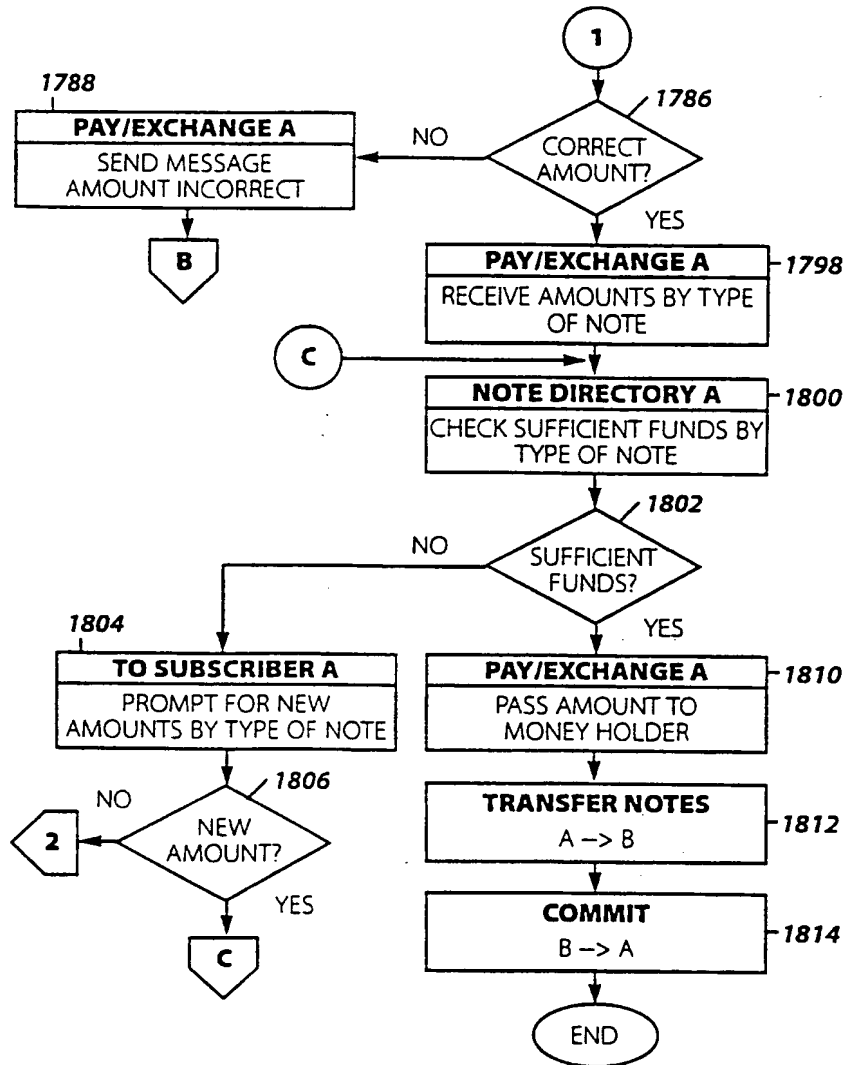 1
1786
CORRECT
AMOUNT?
NO
YES
1788
PAY/EXCHANGE A
SEND MESSAGE
AMOUNT INCORRECT
B
PAY/EXCHANGE A
1798
RECEIVE AMOUNTS BY TYPE
OF NOTE
C
NOTE DIRECTORY A
1800
CHECK SUFFICIENT FUNDS BY
TYPE OF NOTE
1802
SUFFICIENT
FUNDS?
NO
YES
1804
TO SUBSCRIBER A
PROMPT FOR NEW
AMOUNTS BY TYPE OF NOTE
1806
NEW
AMOUNT?
NO
2
YES
C
PAY/EXCHANGE A
1810
PASS AMOUNT TO
MONEY HOLDER
TRANSFER NOTES
1812
A –> B
COMMIT
1814
B –> A
END